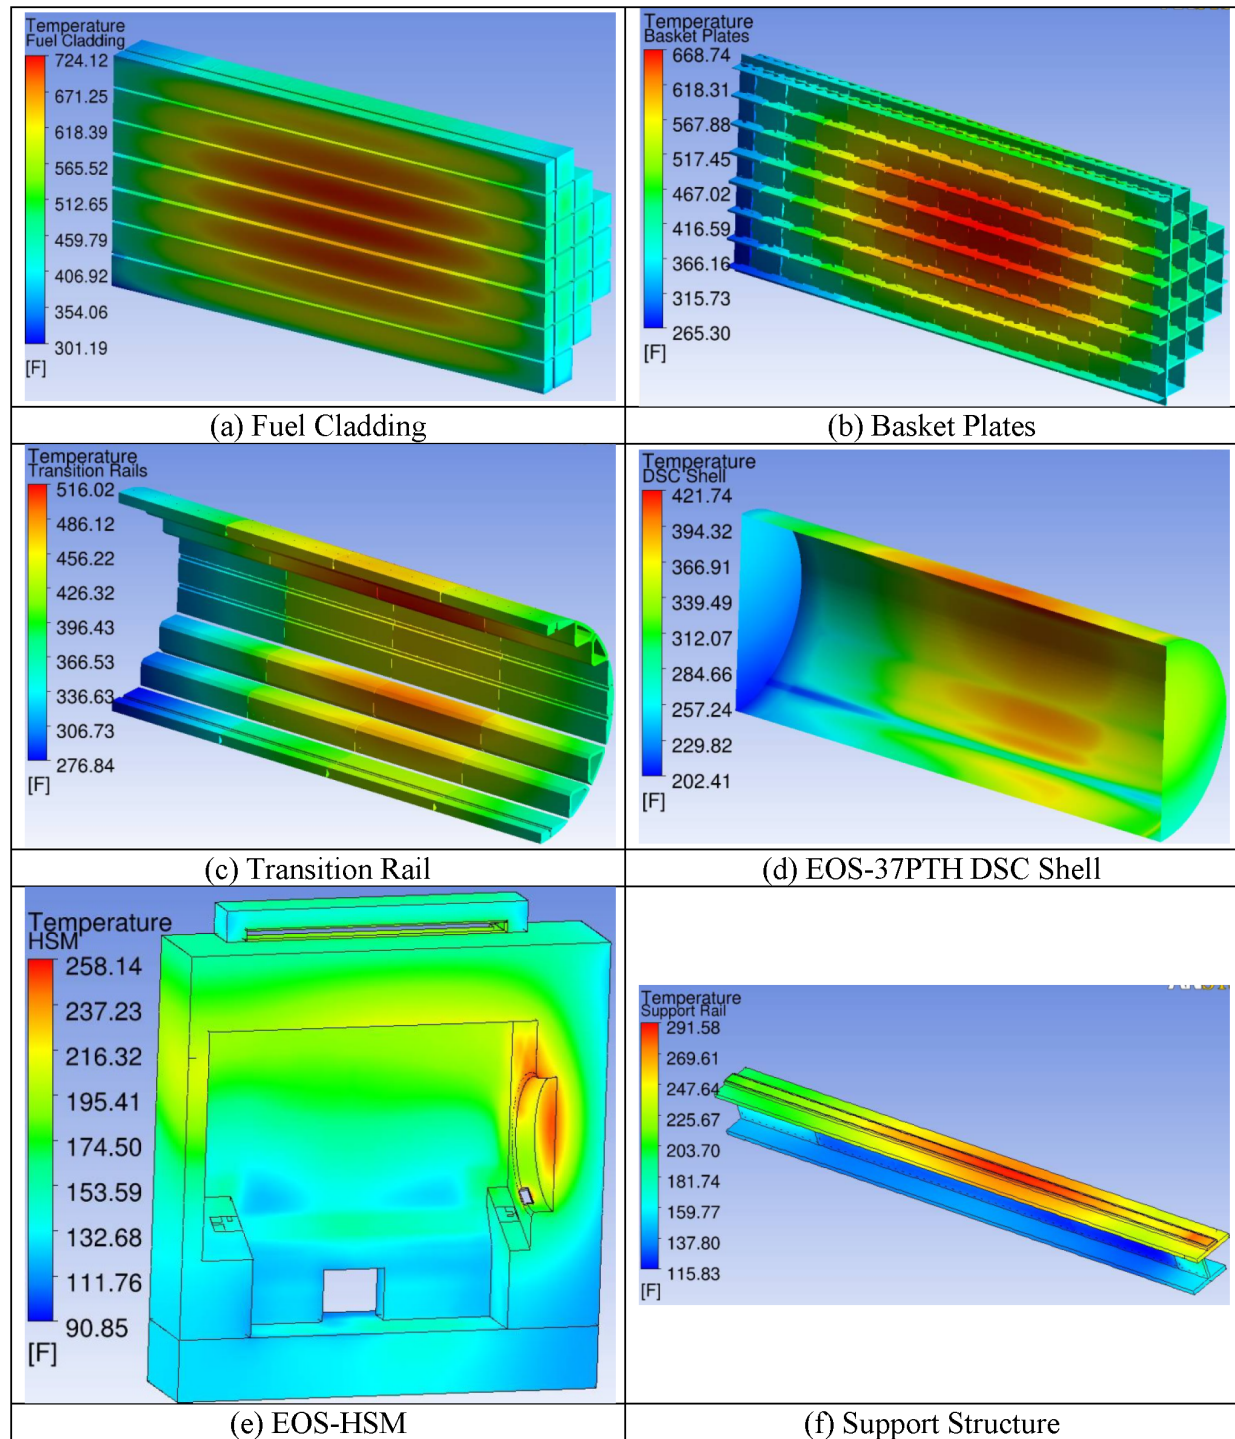 Temperature
Fuel Cladding
724.12
671.25
618.39
565.52
512.65
459.79
406.92
354.06
301.19
[F]
(a) Fuel Cladding
Temperature
Basket Plates
668.74
618.31
567.88
517.45
467.02
416.59
366.16
315.73
265.30
[F]
(b) Basket Plates
Temperature
Transition Rails
516.02
486.12
456.22
426.32
396.43
366.53
336.63
306.73
276.84
[F]
(c) Transition Rail
Temperature
DSC Shell
421.74
394.32
366.91
339.49
312.07
284.66
257.24
229.82
202.41
[F]
(d) EOS-37PTH DSC Shell
Temperature
HSM
258.14
237.23
216.32
195.41
174.50
153.59
132.68
111.76
90.85
[F]
(e) EOS-HSM
Temperature
Support Rail
291.58
269.61
247.64
225.67
203.70
181.74
159.77
137.80
115.83
[F]
(f) Support Structure